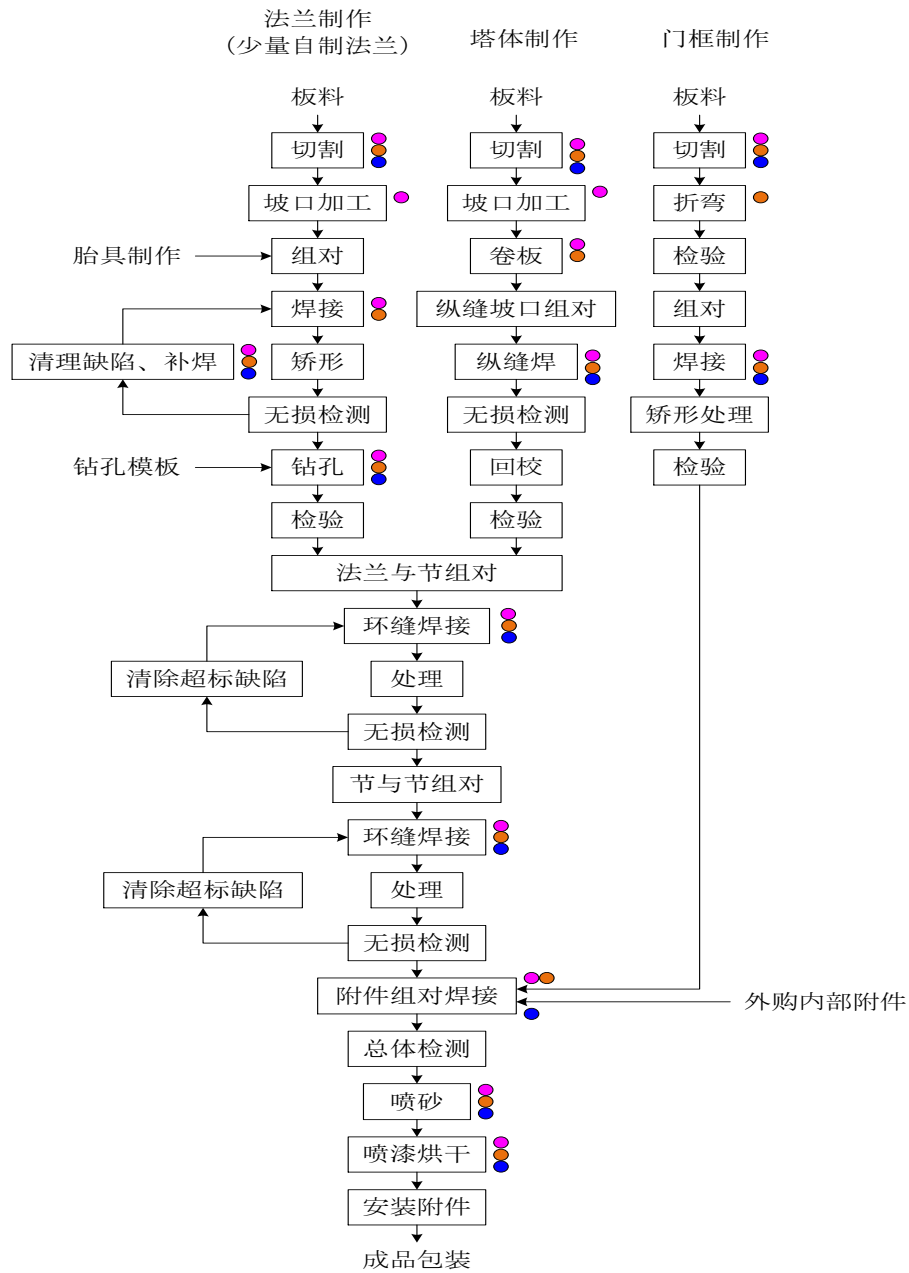 法兰制作
(少量自制法兰)
塔体制作
门框制作
板料
板料
板料
切割
切割
切割
坡口加工
坡口加工
折弯
胎具制作
组对
卷板
检验
焊接
纵缝坡口组对
组对
清理缺陷、补焊
矫形
纵缝焊
焊接
无损检测
无损检测
矫形处理
钻孔模板
钻孔
回校
检验
检验
检验
法兰与节组对
环缝焊接
清除超标缺陷
处理
无损检测
节与节组对
环缝焊接
清除超标缺陷
处理
无损检测
附件组对焊接
外购内部附件
总体检测
喷砂
喷漆烘干
安装附件
成品包装